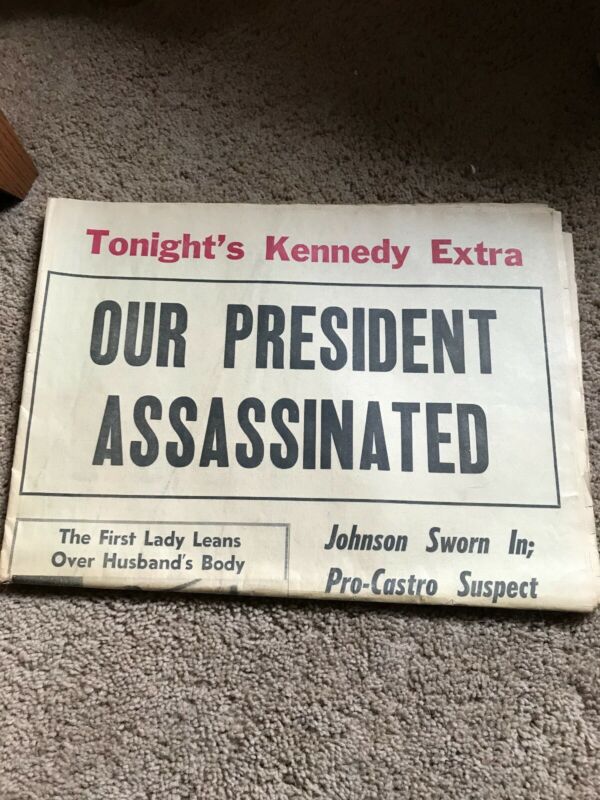 Tonight's Kennedy Extra
OUR PRESIDENT
ASSASSINATED
The First Lady Leans
Over Husband's Body
Johnson Sworn In;
Pro-Castro Suspect